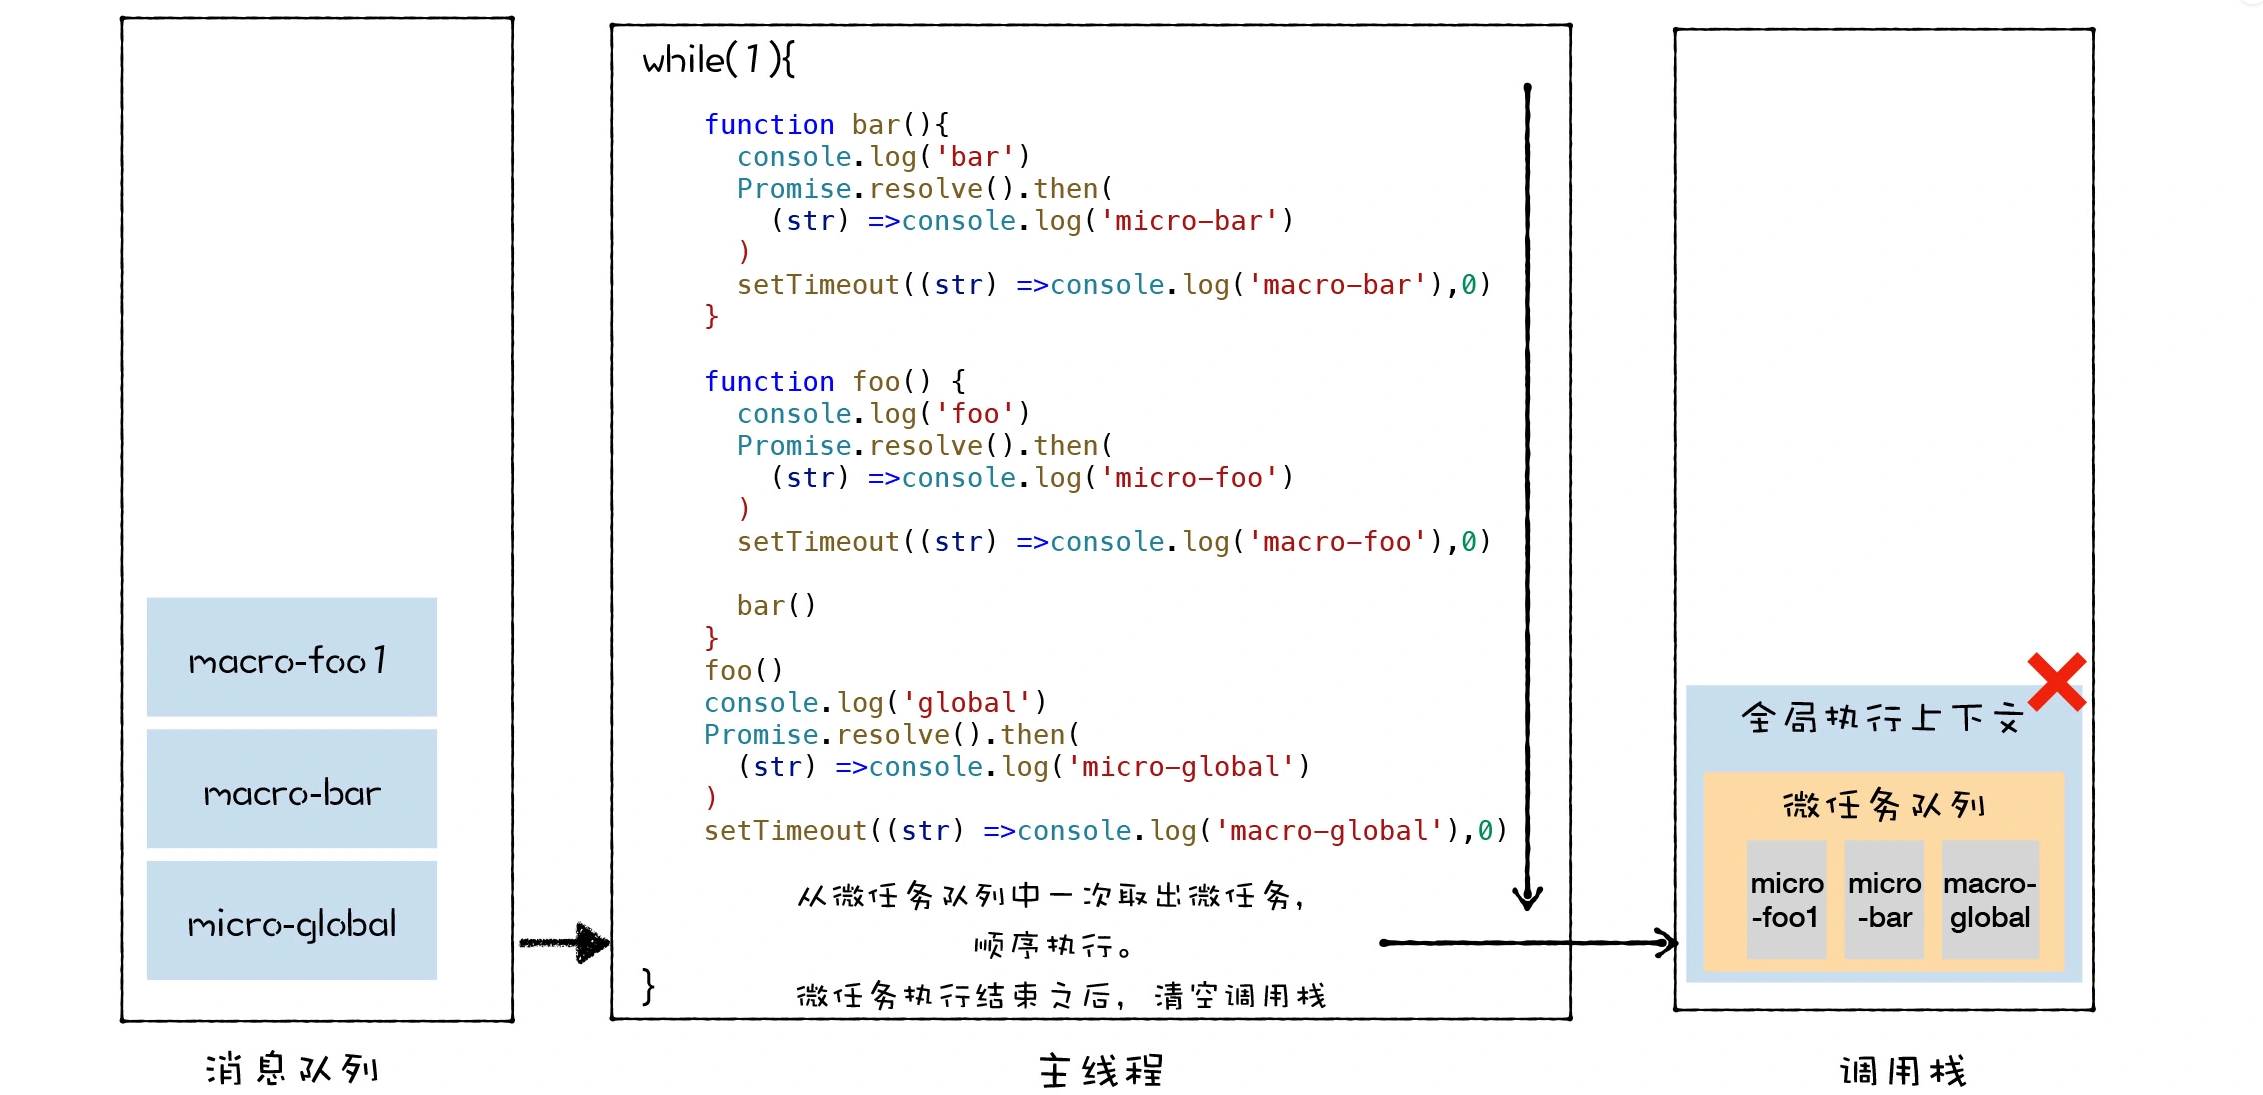 macro-foo1
macro-bar
micro-global
消息队列
while(1){
function bar(){
console.log('bar')
Promise.resolve().then(
(str) =>console.log('micro-bar')
)
setTimeout((str) =>console.log('macro-bar'),0)
}
function foo() {
console.log('foo')
Promise.resolve().then(
(str) =>console.log('micro-foo')
)
setTimeout((str) =>console.log('macro-foo'),0)
bar()
}
foo()
console.log('global')
Promise.resolve().then(
(str) =>console.log('micro-global')
)
setTimeout((str) =>console.log('macro-global'),0)
从微任务队列中一次取出微任务，
顺序执行。
微任务执行结束之后，清空调用栈
}
主线程
全局执行上下文
微任务队列
micro
-foo1
micro
-bar
macro-
global
调用栈